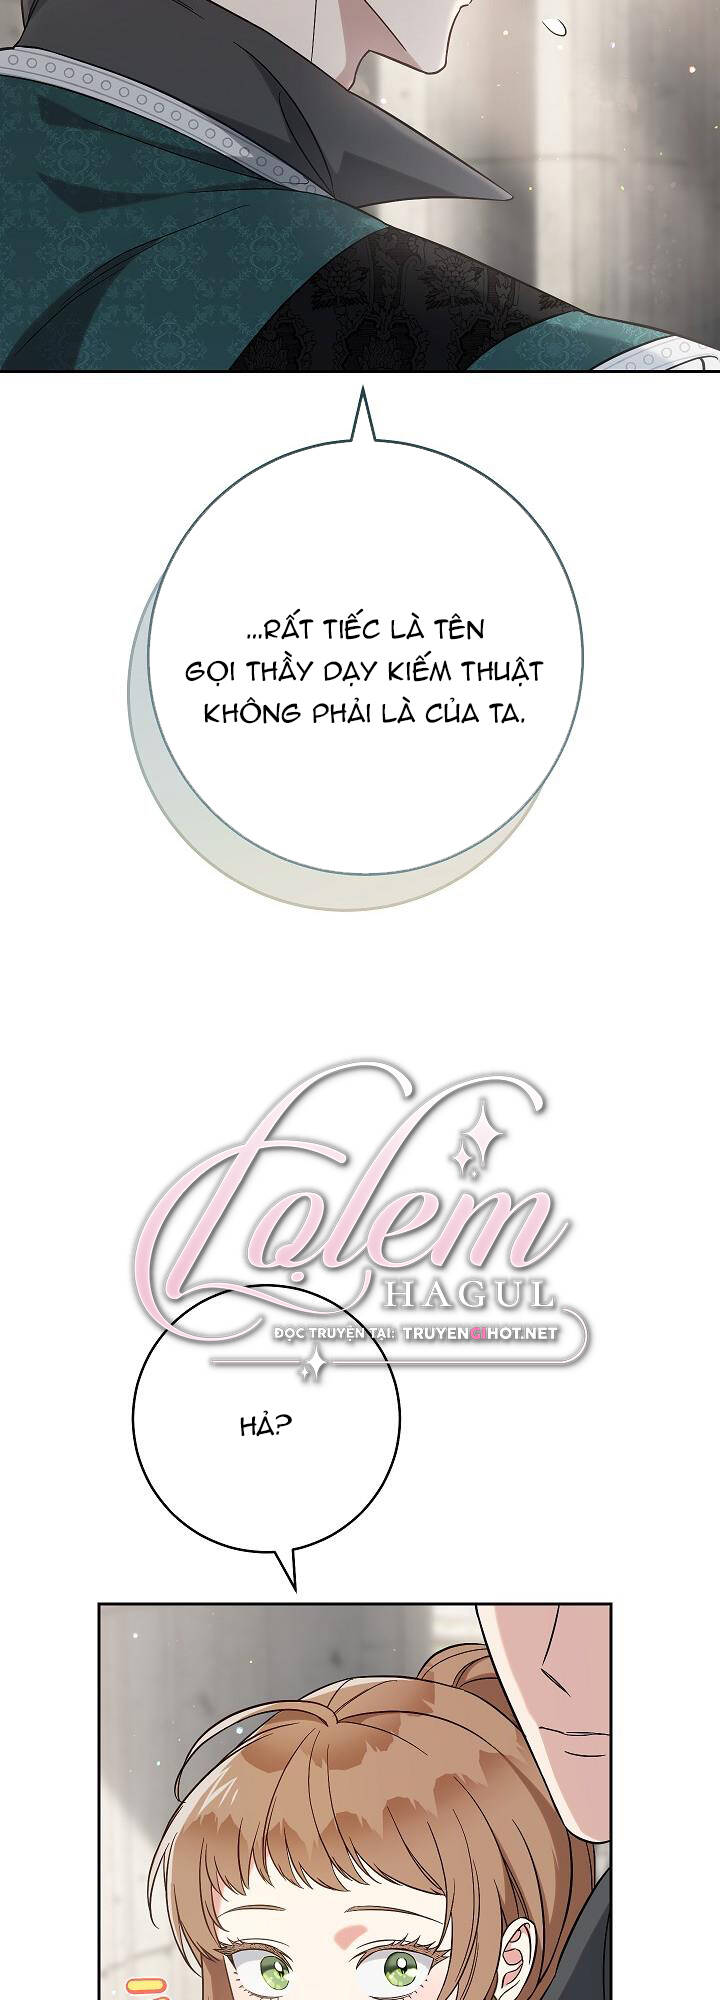 ...RẤT TIẾC LÀ TÊN
GỌI THẦY DẠY KIẾM THUẬT
KHÔNG PHẢI LÀ CỦA TA.
Lọlem
HAGUL
ĐỌC TRUYỆN TẠI: TRUYENGIHOT.NET
HẢ?